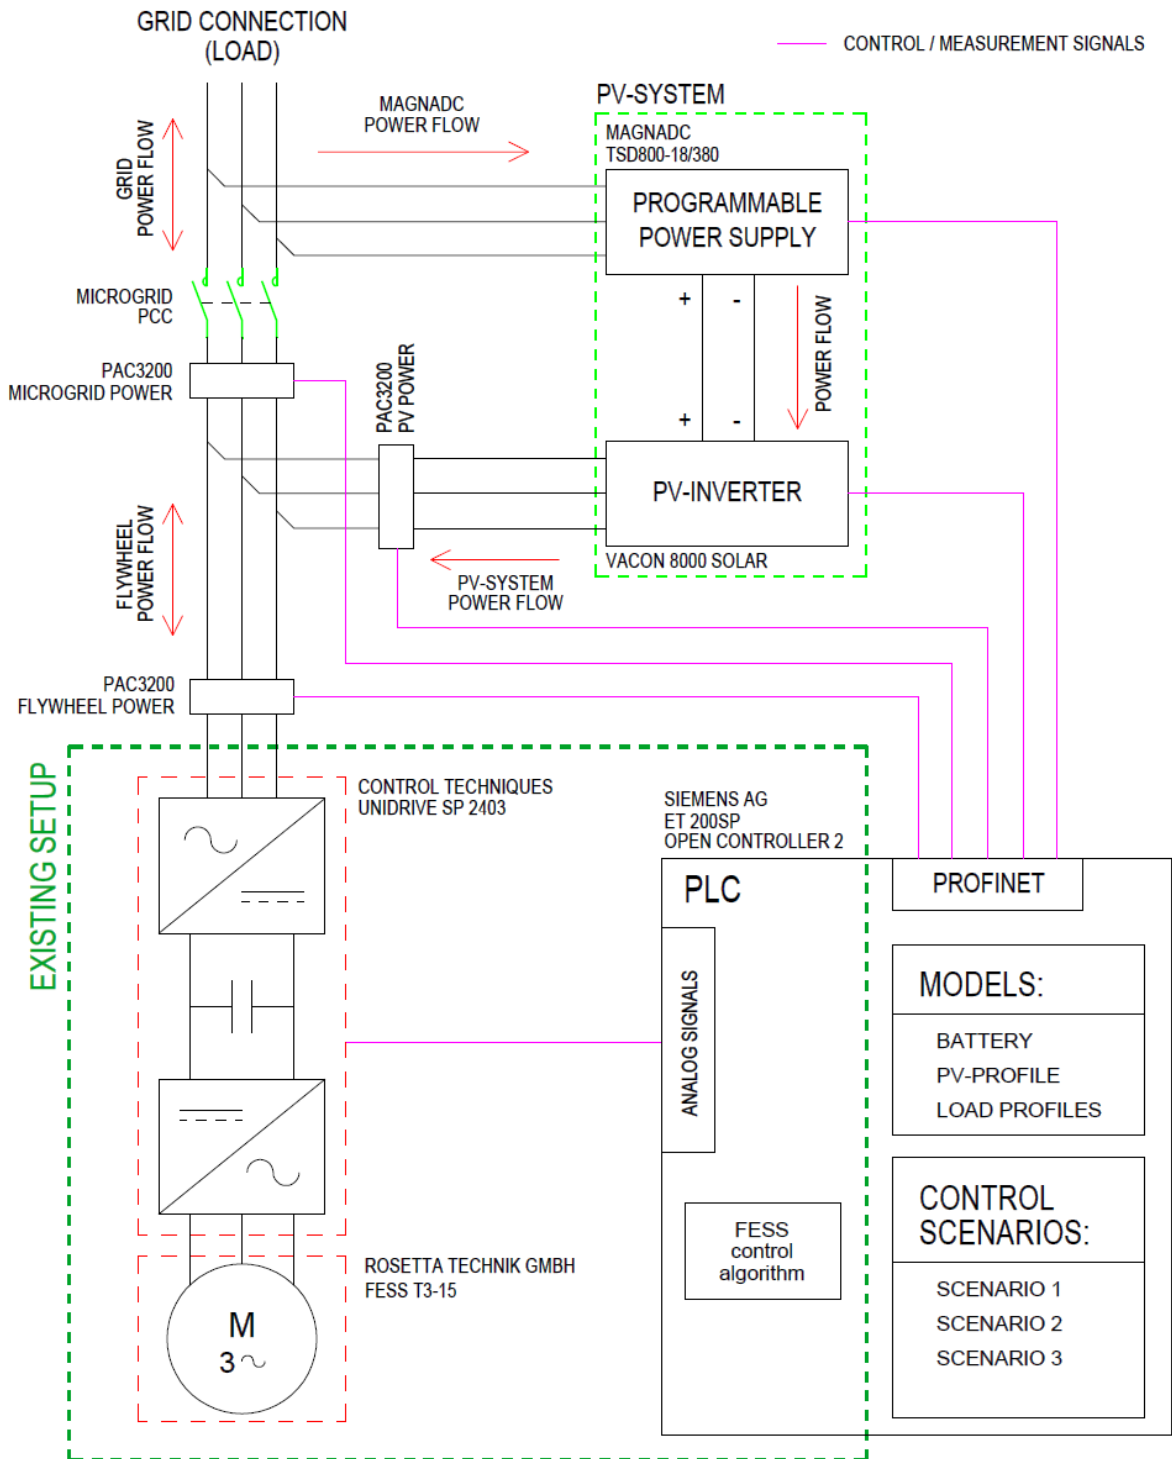 GRID CONNECTION
(LOAD)
CONTROL / MEASUREMENT SIGNALS
MAGNADC
POWER FLOW
GRID
POWER FLOW
PV-SYSTEM
MAGNADC
TSD800-18/380
PROGRAMMABLE
POWER SUPPLY
MICROGRID
PCC
+ -
POWER FLOW
PAC3200
MICROGRID POWER
PAC3200
PV POWER
+ -
PV-INVERTER
VACON 8000 SOLAR
FLYWHEEL
POWER FLOW
PV-SYSTEM
POWER FLOW
PAC3200
FLYWHEEL POWER
EXISTING SETUP
CONTROL TECHNIQUES
UNIDRIVE SP 2403
SIEMENS AG
ET 200SP
OPEN CONTROLLER 2
PLC
PROFINET
ANALOG SIGNALS
MODELS:
BATTERY
PV-PROFILE
LOAD PROFILES
FESS
control
algorithm
CONTROL
SCENARIOS:
SCENARIO 1
SCENARIO 2
SCENARIO 3
ROSETTA TECHNIK GMBH
FESS T3-15
M
3